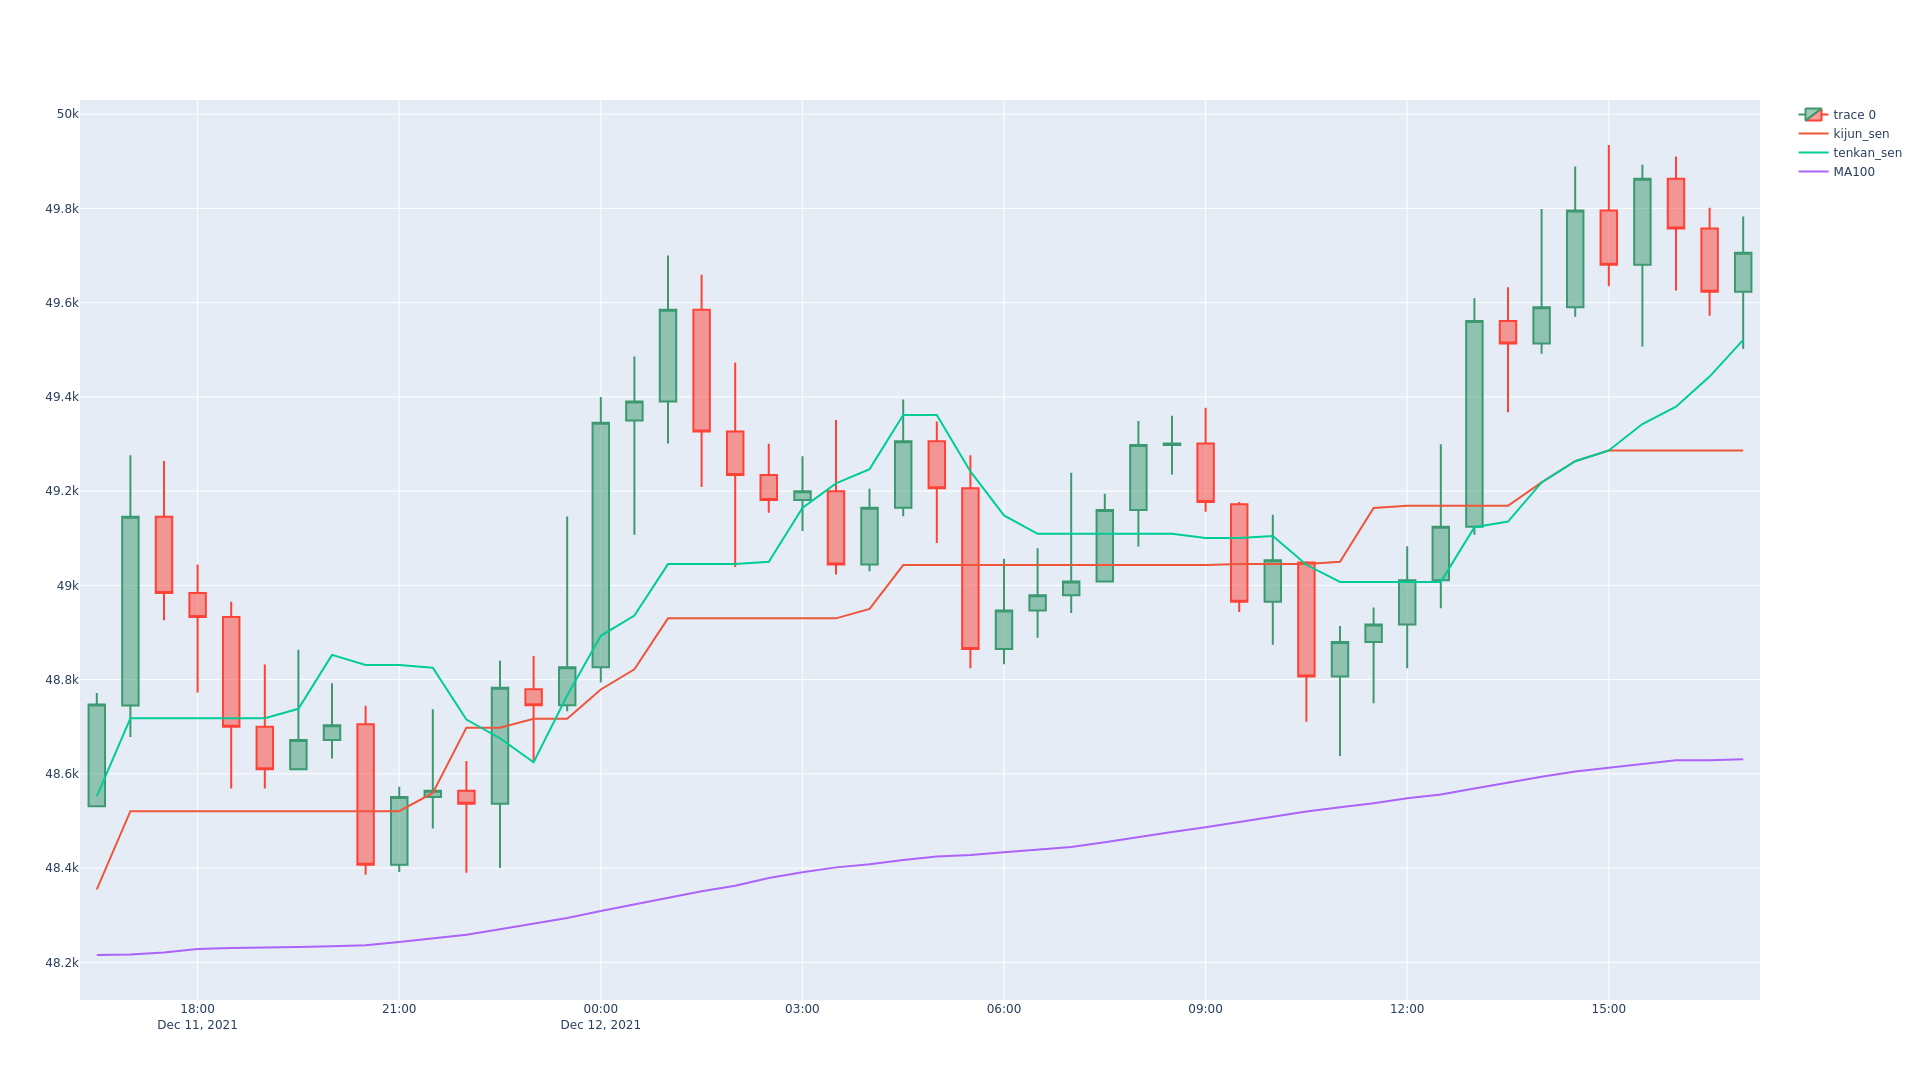 50k
49.8k
49.6k
49.4k
49.2k
49k
48.8k
48.6k
48.4k
48.2k
18:00
Dec 11, 2021
21:00
00:00
Dec 12, 2021
03:00
06:00
09:00
12:00
15:00
trace 0
kijun_sen
tenkan_sen
MA100